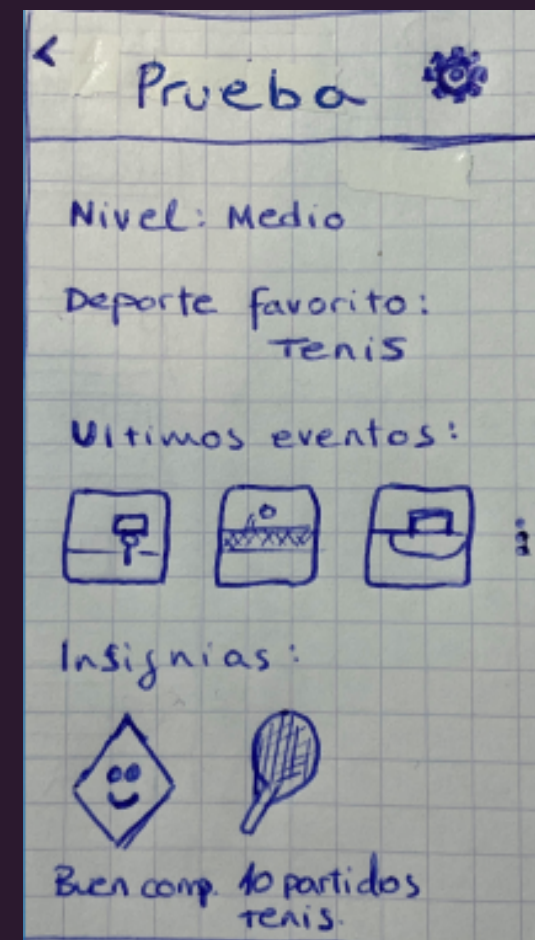 <
Prueba
Nivel: Medio
Deporte favorito:
Tenis
Ultimos eventos:
Insignias:
Buen comp. 10 partidos
tenis.